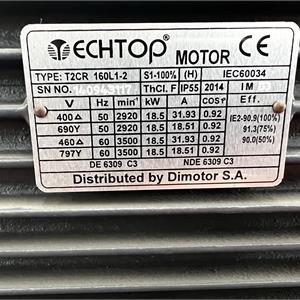 TECHTOP MOTOR CE
TYPE: T2CR 160L1-2 S1-100% (H) IEC60034
SN NO. 140943117 ThCl. F IP55 2014 IM
V Hz min⁻¹ kW A COSϒ Eff.
400△ 50 2920 18.5 31.93 0.92 IE2-90.9(100%)
690Y 50 2920 18.5 18.51 0.92 91.3(75%)
460△ 60 3500 18.5 31.93 0.92 90.0(50%)
797Y 60 3500 18.5 18.51 0.92
DE 6309 C3 NDE 6309 C3
Distributed by Dimotor S.A.